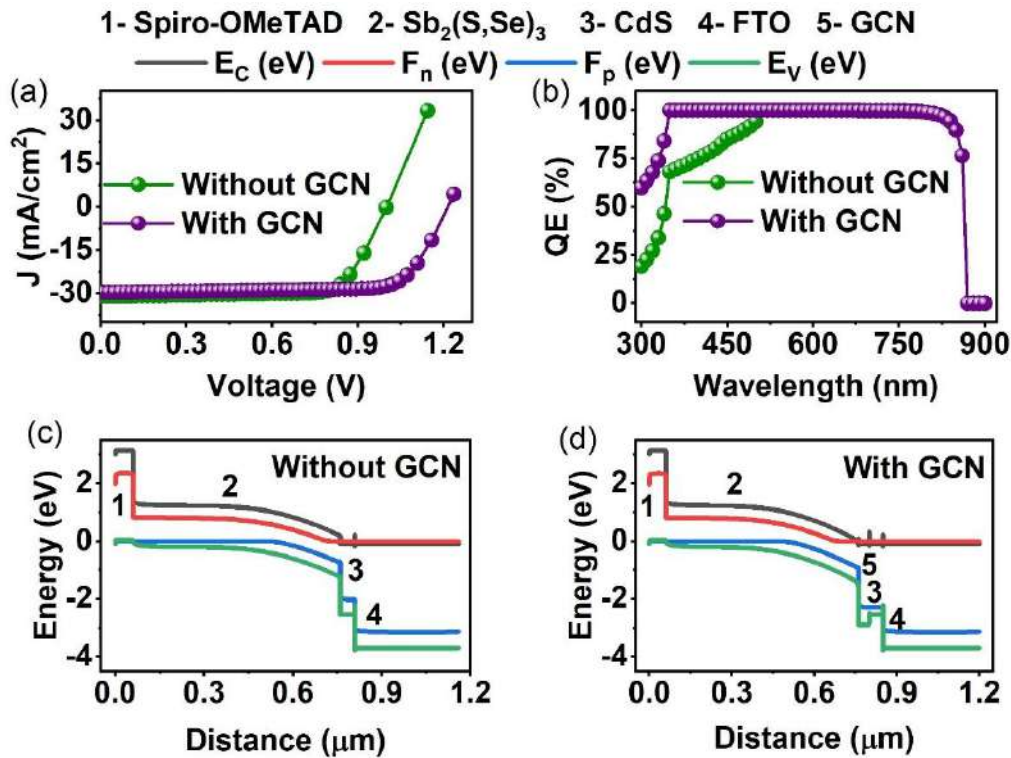 1- Spiro-OMeTAD 2- Sb₂(S,Se)₃ 3- CdS 4- FTO 5- GCN
E_C (eV) F_n (eV) F_p (eV) E_V (eV)
(a)
30
15
0
-15
-30
J (mA/cm²)
Without GCN
With GCN
0.0 0.3 0.6 0.9 1.2
Voltage (V)
(b)
100
75
50
25
0
QE (%)
Without GCN
With GCN
300 450 600 750 900
Wavelength (nm)
(c)
Without GCN
2
0
-2
-4
Energy (eV)
1
2
3
4
0.0 0.3 0.6 0.9 1.2
Distance (μm)
(d)
With GCN
2
0
-2
-4
Energy (eV)
1
2
5
3
4
0.0 0.3 0.6 0.9 1.2
Distance (μm)